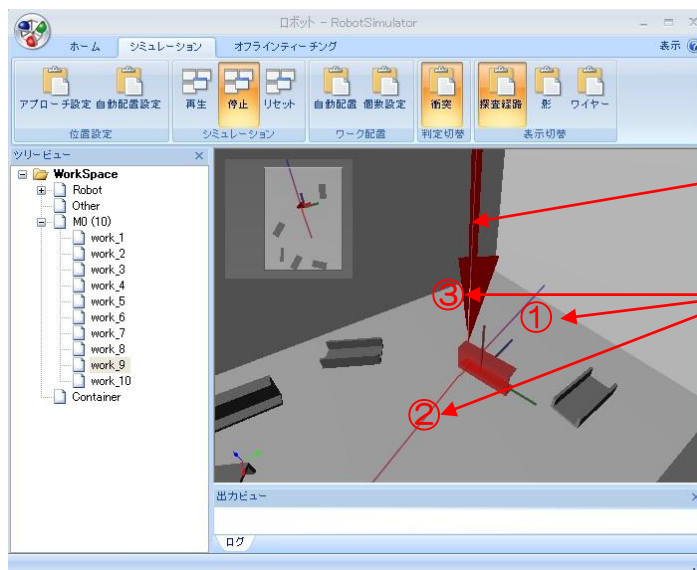 ロボット - RobotSimulator
ホーム シミュレーション オフラインティーチング 表示
アプローチ設定 自動配置設定 再生 停止 リセット 自動配置 個数設定 衝突 探査経路 影 ワイヤー
位置設定 シミュレーション ワーク配置 判定切替 表示切替
ツリービュー
WorkSpace
Robot
Other
M0 (10)
work_1
work_2
work_3
work_4
work_5
work_6
work_7
work_8
work_9
work_10
Container
③
①
②
出力ビュー
ログ